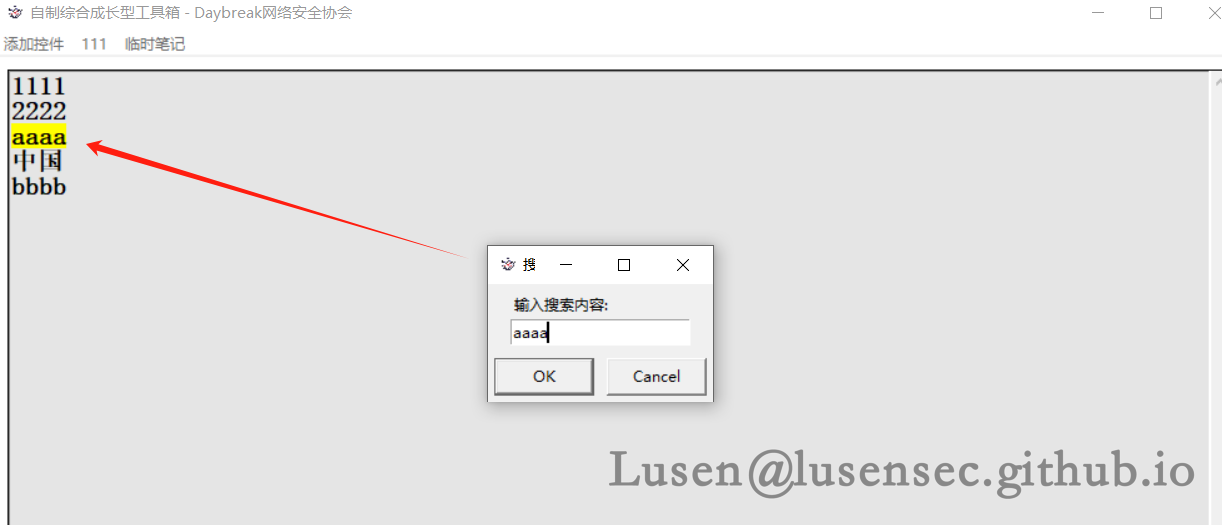 自制综合成长型工具箱 - Daybreak网络安全协会
添加控件 111 临时笔记
1111
2222
aaaa
中国
bbbb
搜
输入搜索内容:
aaaa
OK Cancel
Lusen@lusensec.github.io